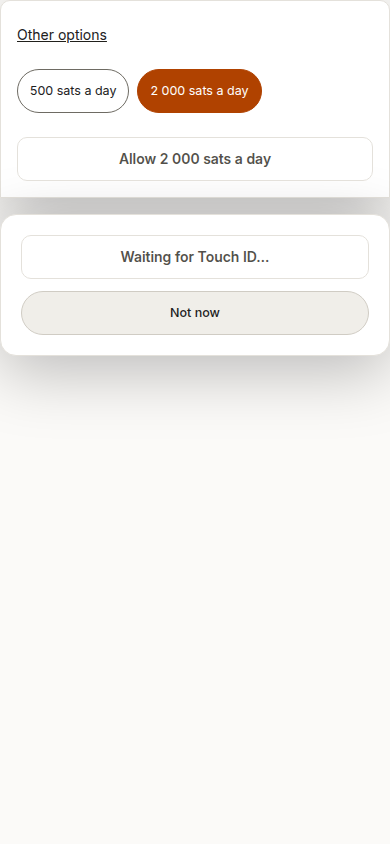 Other options
500 sats a day
2 000 sats a day
Allow 2 000 sats a day
Waiting for Touch ID...
Not now